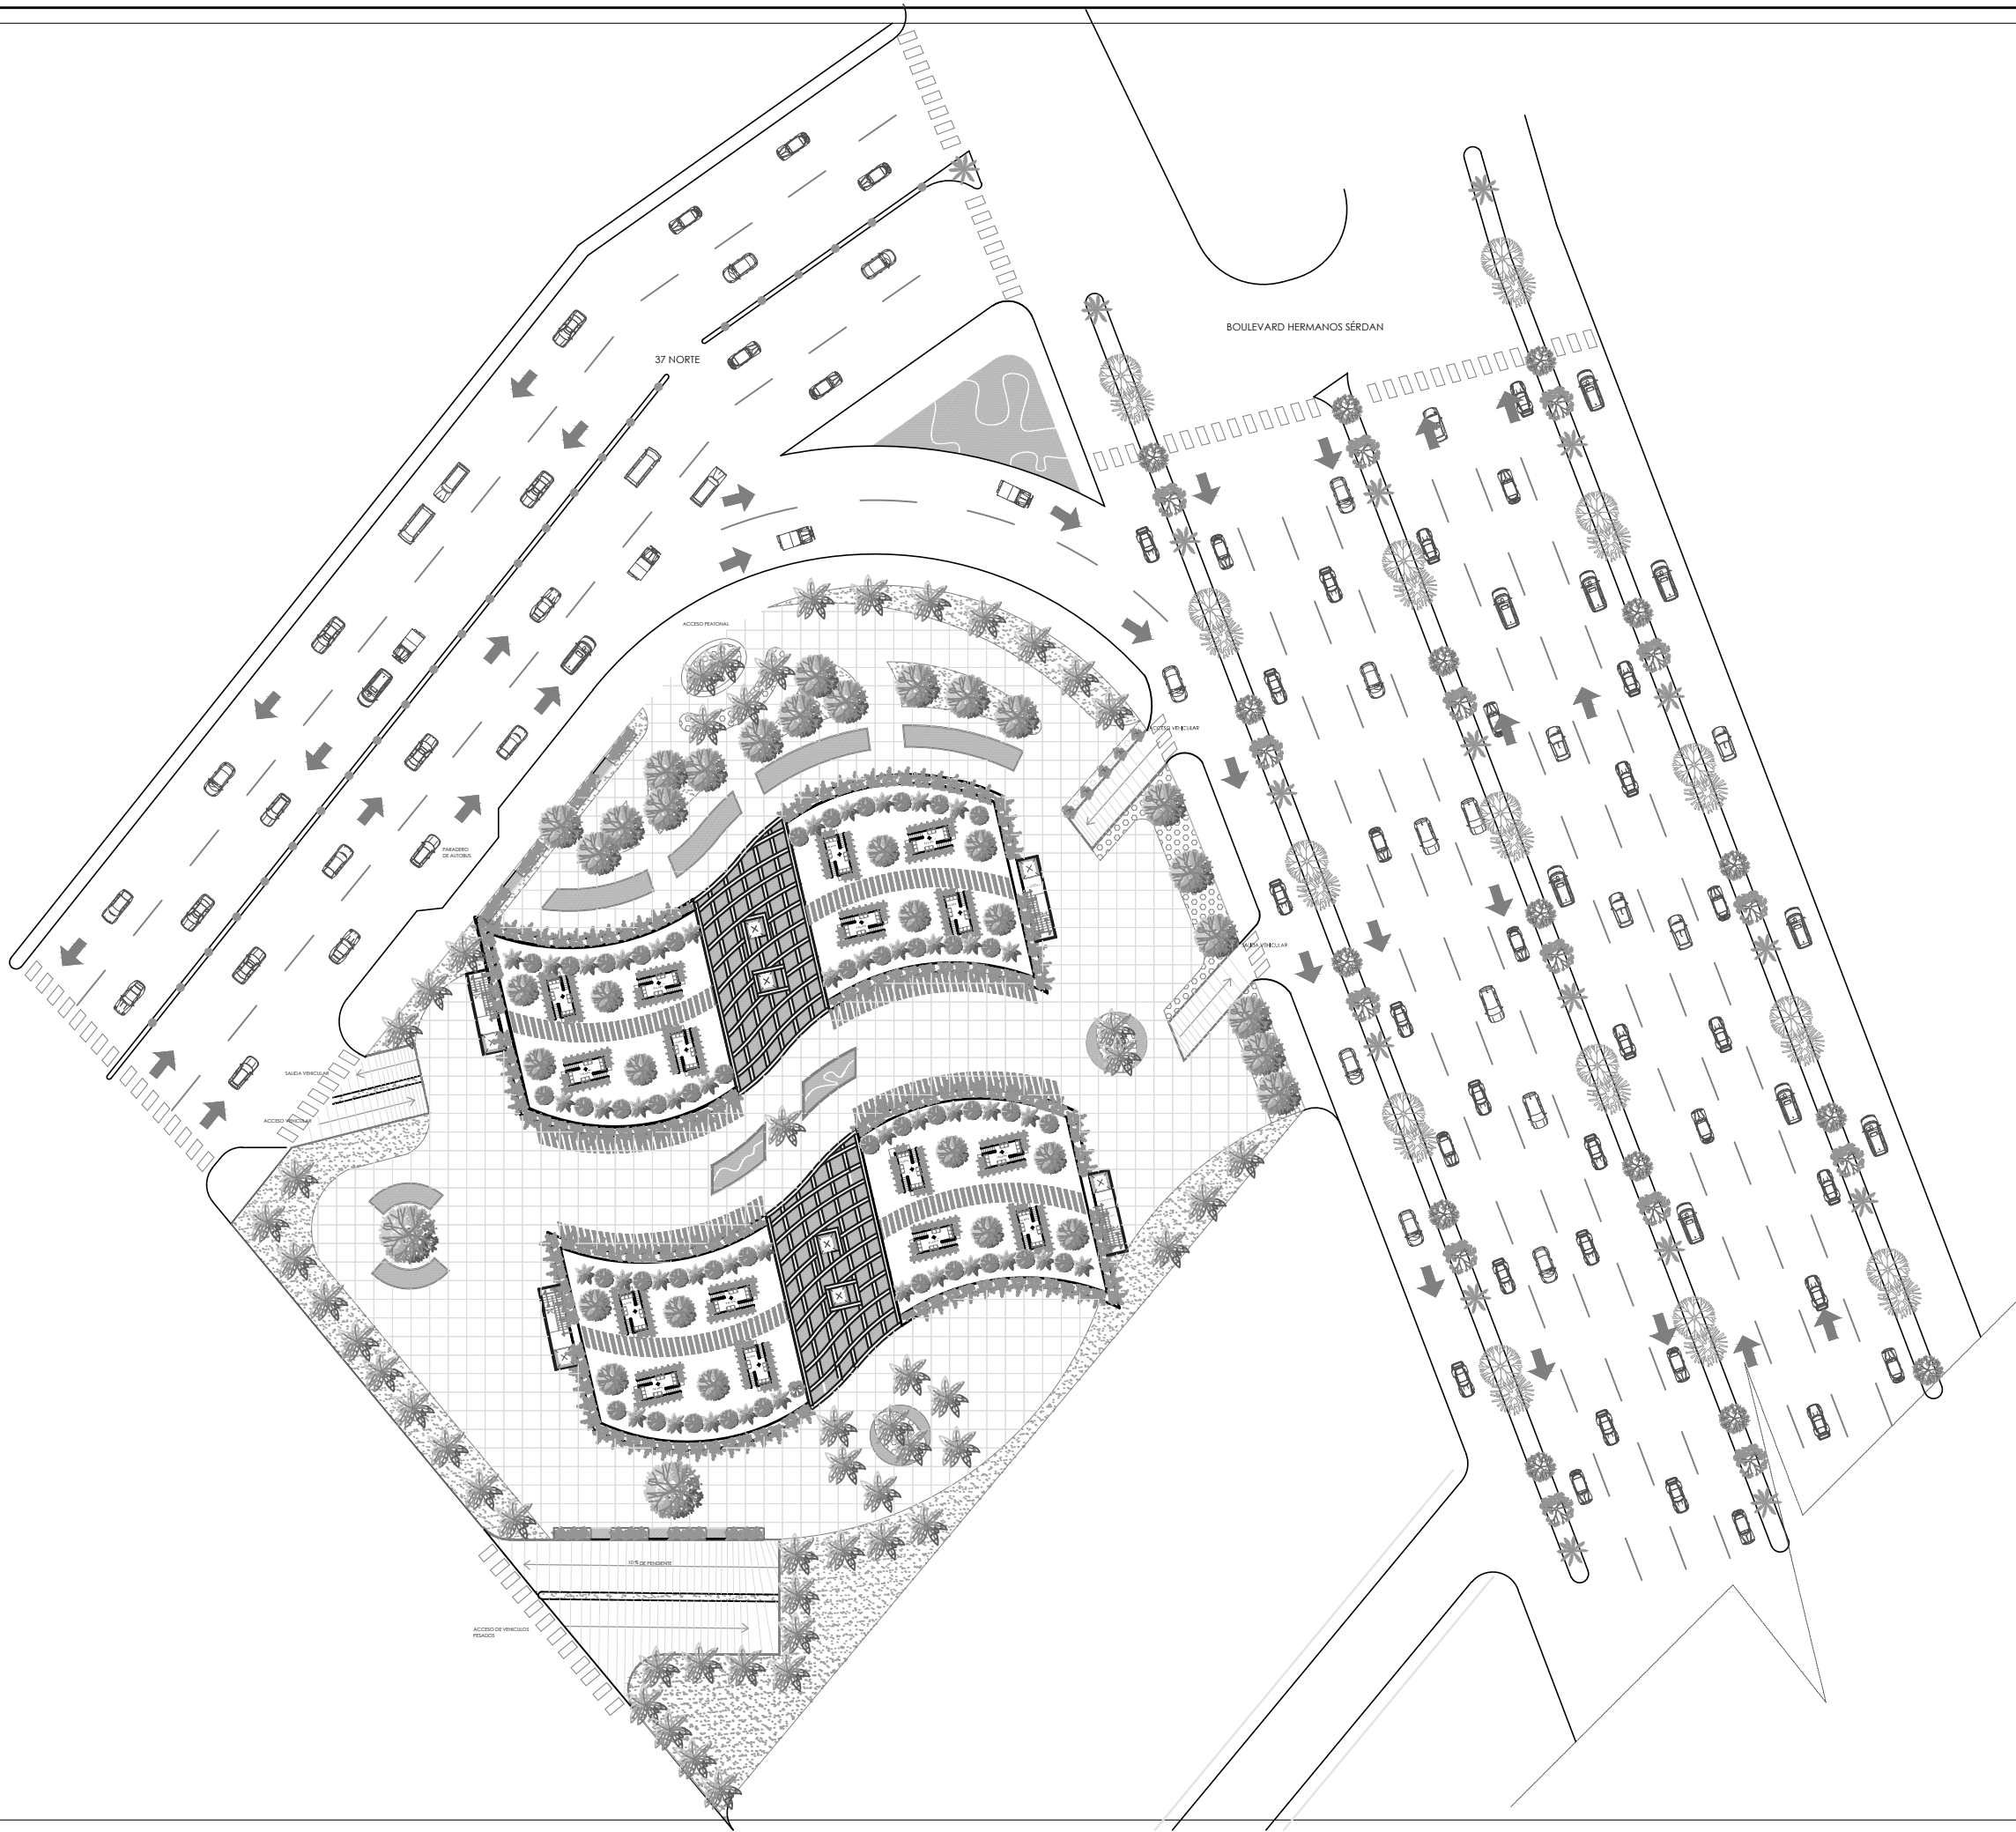 BOULEVARD HERMANOS SÉRDAN
37 NORTE
ACCESO PEATONAL
ACCESO VEHICULAR
PARADERO
DE AUTOBUS
SALIDA VEHICULAR
SALIDA VEHICULAR
ACCESO VEHICULAR
10 % DE PENDIENTE
ACCESO DE VEHICULOS
PESADOS